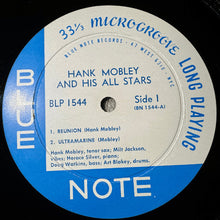 33⅓ MICROGROOVE LONG PLAYING
BLUE NOTE RECORDS • 47 WEST 63rd • NYC
HANK MOBLEY
AND HIS ALL STARS
BLP 1544 Side 1
(BN 1544-A)
1. REUNION (Hank Mobley)
2. ULTRAMARINE (Hank Mobley)
Hank Mobley, tenor sax; Milt Jackson,
vibes; Horace Silver, piano;
Doug Watkins, bass; Art Blakey, drums.
BLUE
NOTE